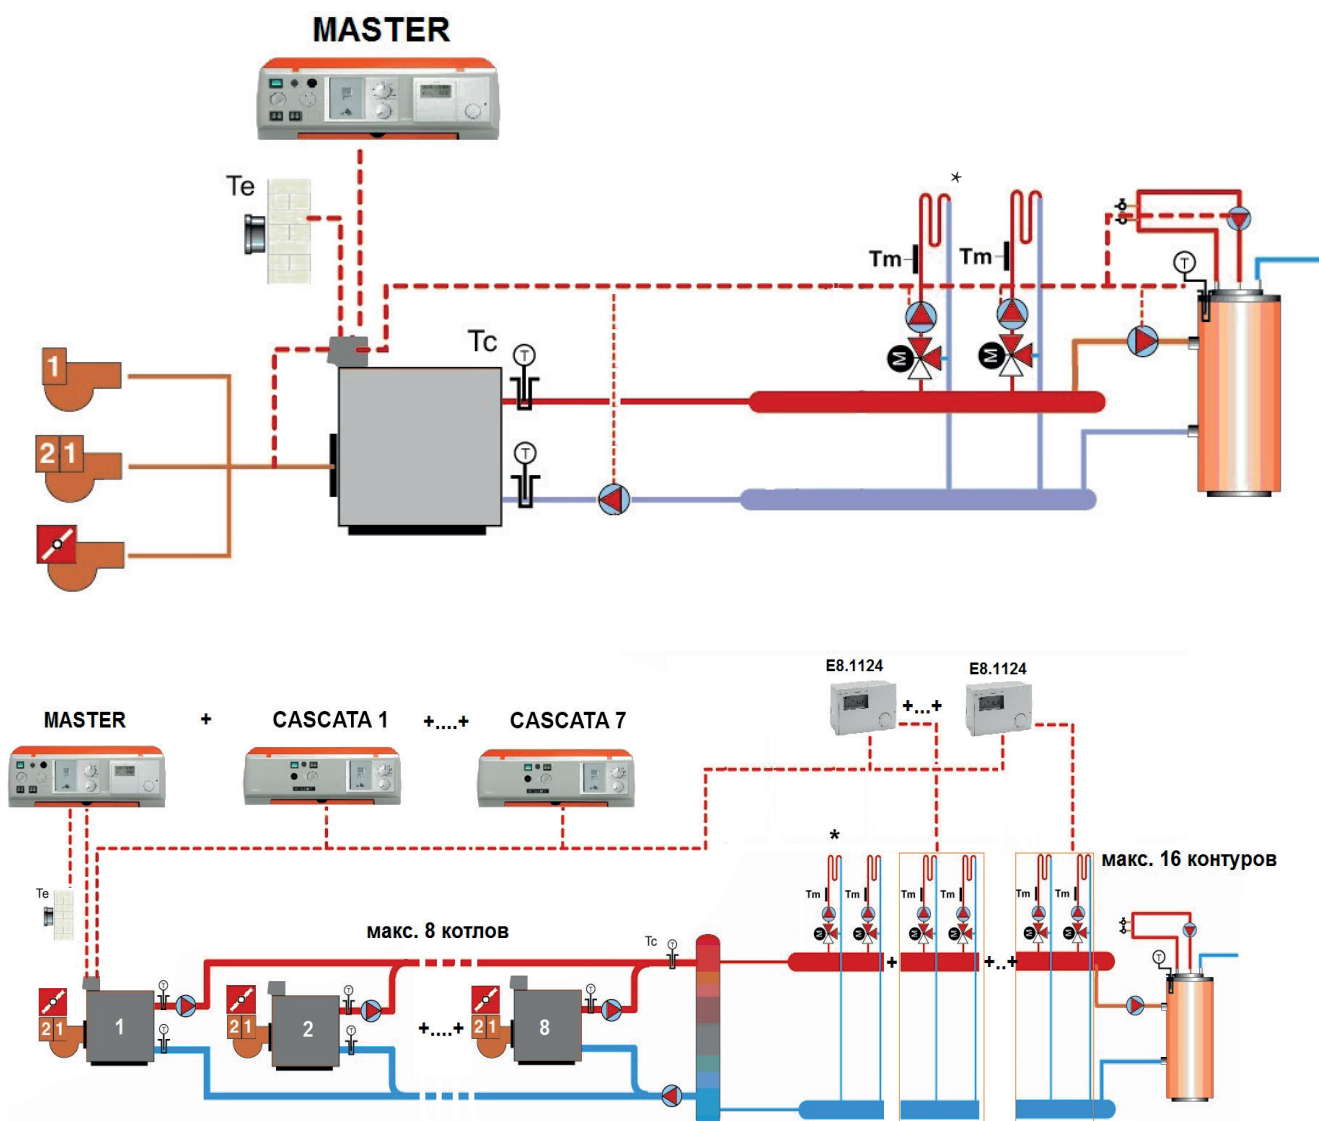 MASTER
Te
*
Tm
Tm
T
Tc
T
1
M
M
2 1
T
E8.1124
E8.1124
MASTER + CASCATA 1 +....+ CASCATA 7
+...+
*
макс. 16 контуров
Te
Tm
Tm
Tm
Tm
Tm
Tm
макс. 8 котлов
M
M
M
M
M
M
Tc
T
+
+..+
T
T
T
T
2 1
1
2 1
2
+....+
2 1
8
T
T